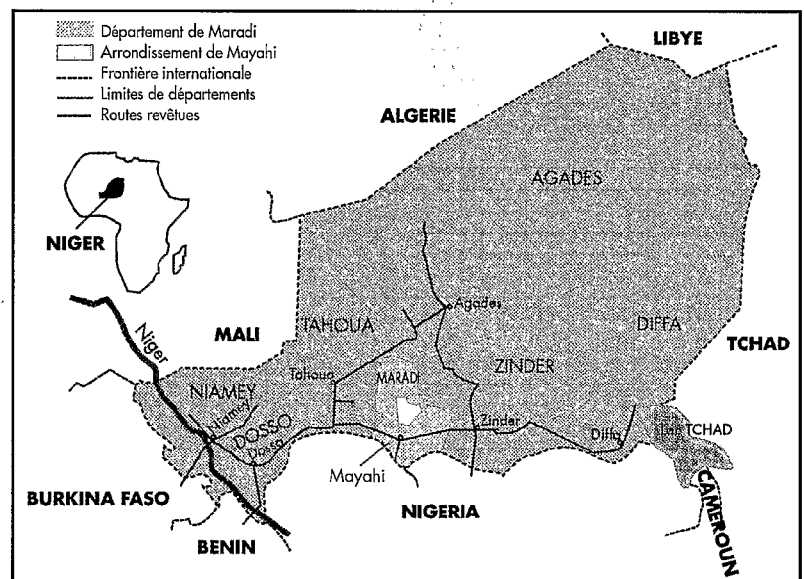 Département de Maradi
Arrondissement de Mayahi
Frontière internationale
Limites de départements
Routes revêtues
LIBYE
ALGERIE
AGADES
NIGER
Niger
MALI
TAHOUA
Agades
DIFFA
TCHAD
NIAMEY
Tahoua
MARADI
ZINDER
Niamey
DOSSO
Dosso
Zinder
Diffa
TCHAD
Mayahi
BURKINA FASO
NIGERIA
BENIN
CAMEROUN